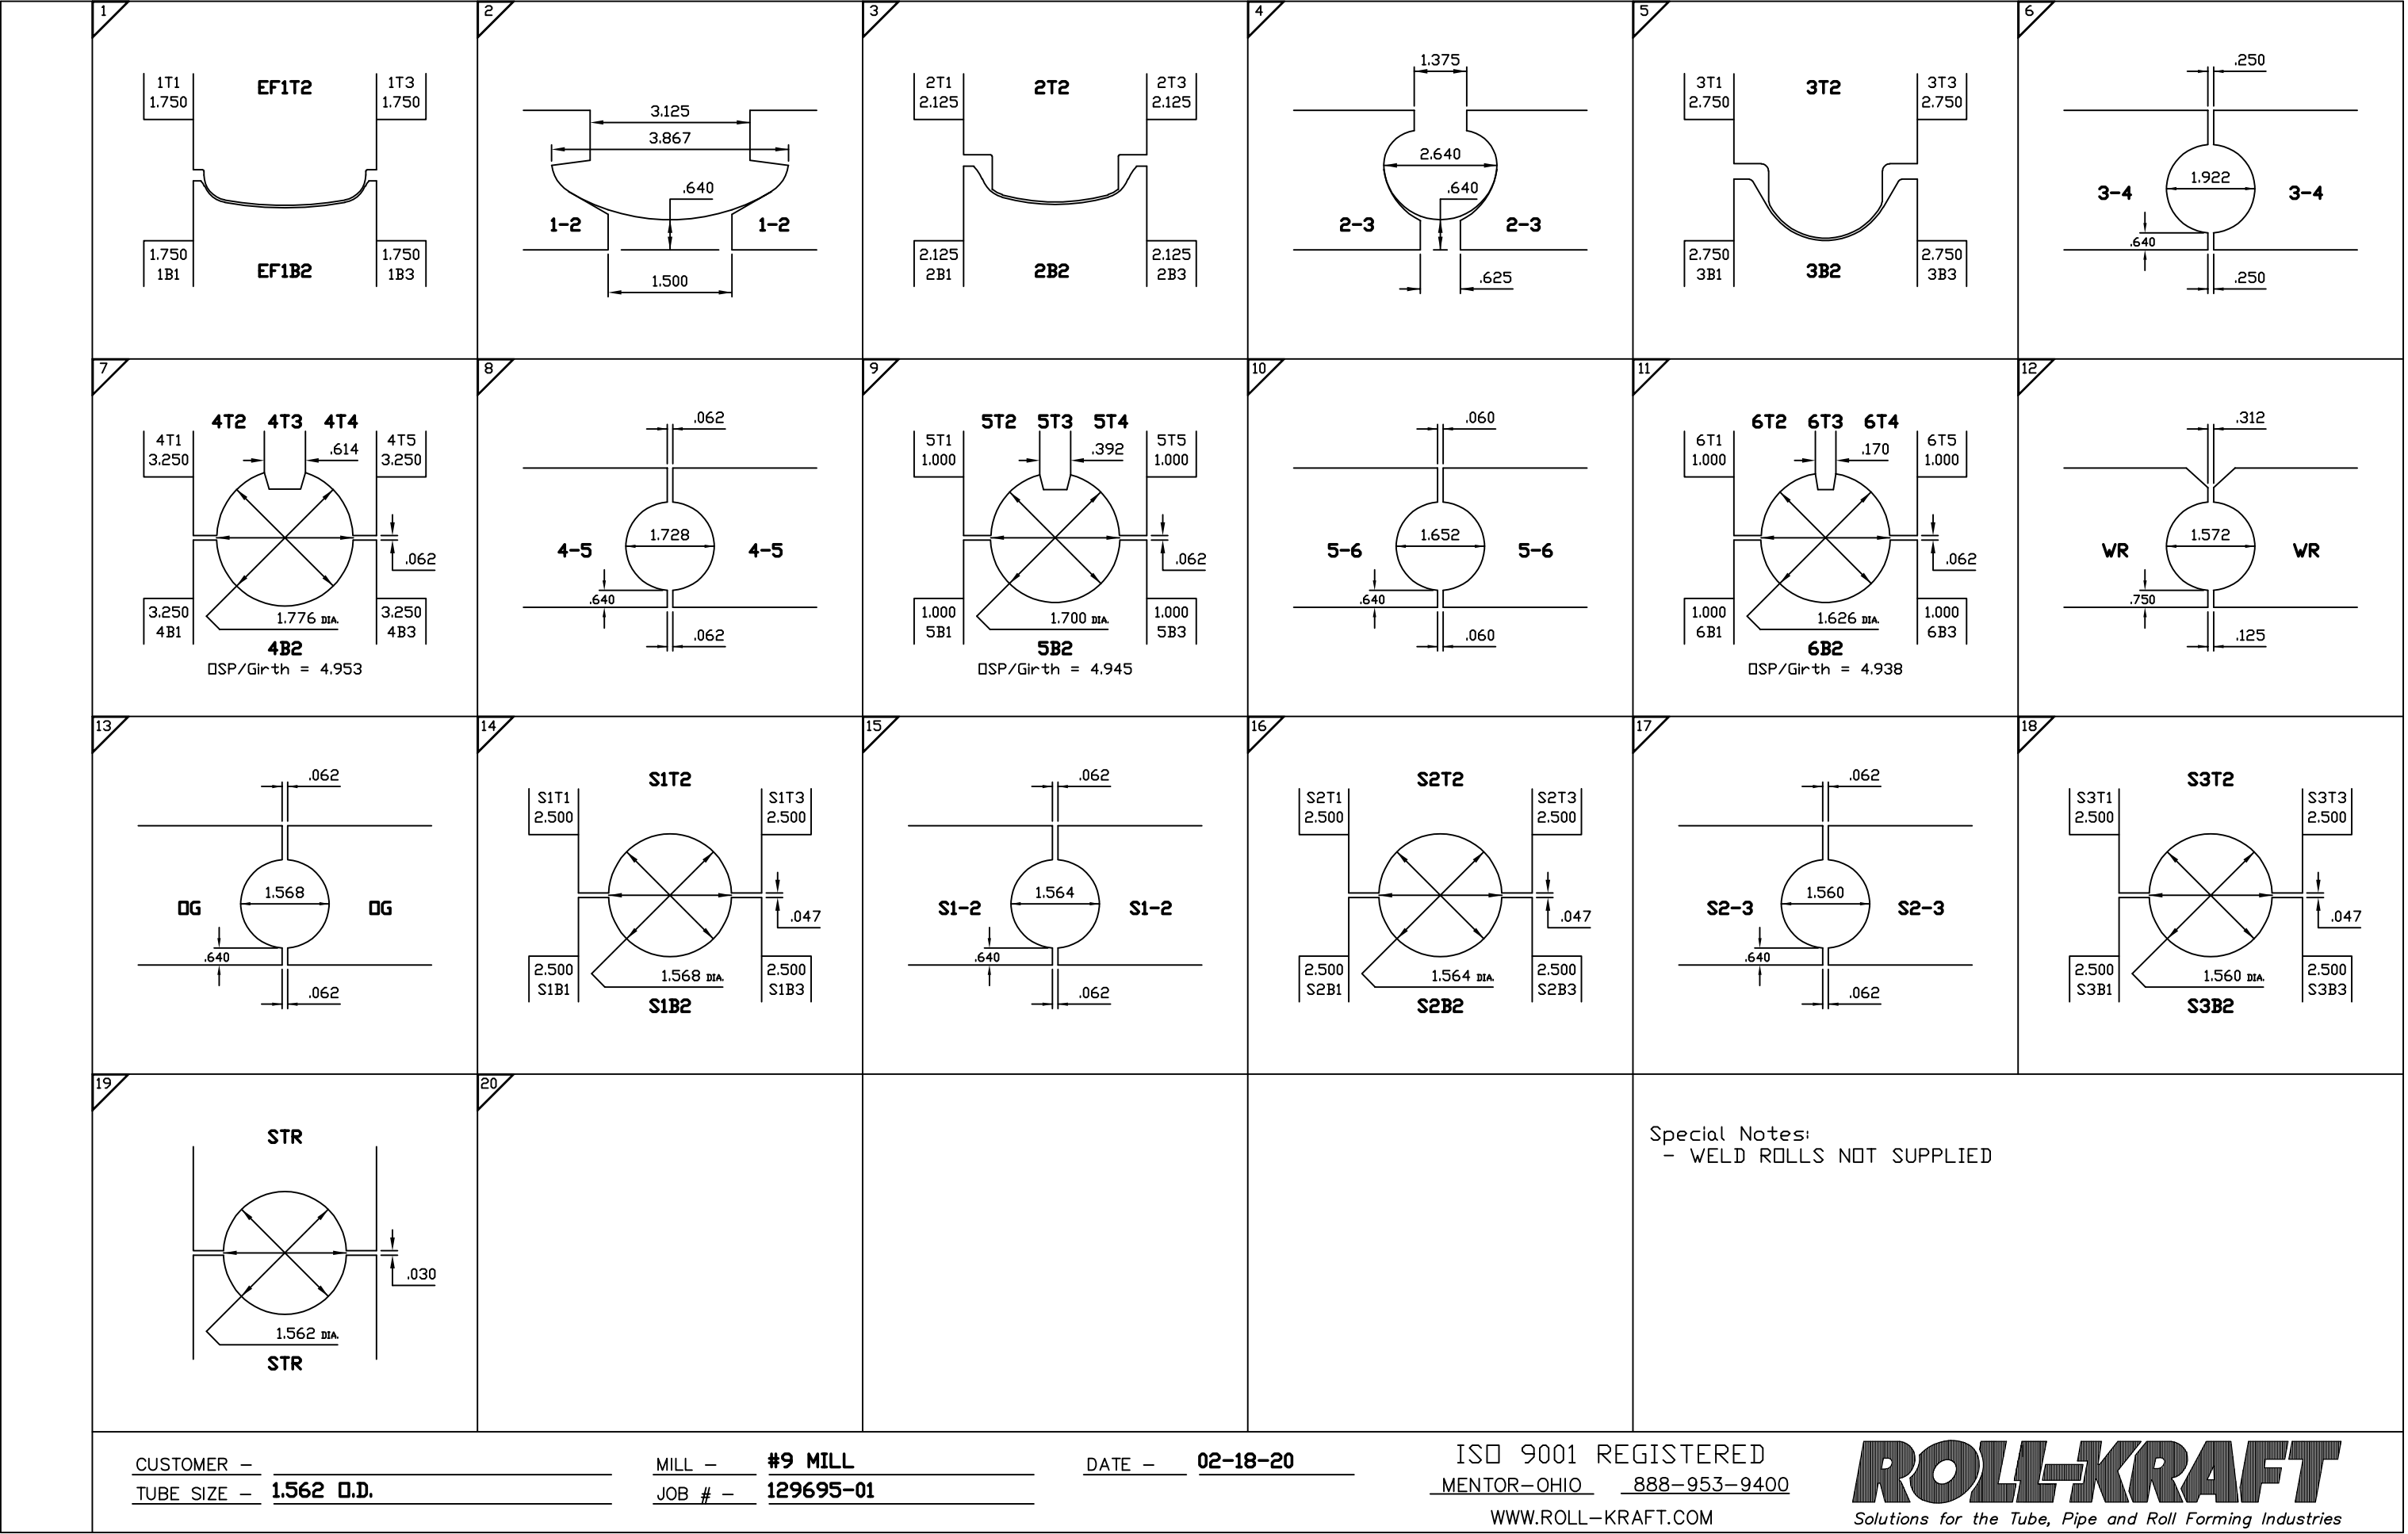 1
1T1
1.750
EF1T2
1T3
1.750
1.750
1B1
EF1B2
1.750
1B3
2
3.125
3.867
.640
1-2
1-2
1.500
3
2T1
2.125
2T2
2T3
2.125
2.125
2B1
2B2
2.125
2B3
4
1.375
2.640
.640
2-3
2-3
.625
5
3T1
2.750
3T2
3T3
2.750
2.750
3B1
3B2
2.750
3B3
6
.250
1.922
3-4
3-4
.640
.250
7
4T2 4T3 4T4
4T1
3.250
.614
4T5
3.250
.062
3.250
4B1
1.776 DIA.
3.250
4B3
4B2
OSP/Girth = 4.953
8
.062
1.728
4-5
4-5
.640
.062
9
5T2 5T3 5T4
5T1
1.000
.392
5T5
1.000
.062
1.000
5B1
1.700 DIA.
1.000
5B3
5B2
OSP/Girth = 4.945
10
.060
1.652
5-6
5-6
.640
.060
11
6T2 6T3 6T4
6T1
1.000
.170
6T5
1.000
.062
1.000
6B1
1.626 DIA.
1.000
6B3
6B2
OSP/Girth = 4.938
12
.312
1.572
WR
WR
.750
.125
13
.062
1.568
OG
OG
.640
.062
14
S1T2
S1T1
2.500
S1T3
2.500
.047
2.500
S1B1
1.568 DIA.
2.500
S1B3
S1B2
15
.062
1.564
S1-2
S1-2
.640
.062
16
S2T2
S2T1
2.500
S2T3
2.500
.047
2.500
S2B1
1.564 DIA.
2.500
S2B3
S2B2
17
.062
1.560
S2-3
S2-3
.640
.062
18
S3T2
S3T1
2.500
S3T3
2.500
.047
2.500
S3B1
1.560 DIA.
2.500
S3B3
S3B2
19
STR
.030
1.562 DIA.
STR
20
Special Notes:
- WELD ROLLS NOT SUPPLIED
CUSTOMER -
TUBE SIZE - 1.562 O.D.
MILL - #9 MILL
JOB # - 129695-01
DATE - 02-18-20
ISO 9001 REGISTERED
MENTOR-OHIO 888-953-9400
WWW.ROLL-KRAFT.COM
ROLL-KRAFT
Solutions for the Tube, Pipe and Roll Forming Industries